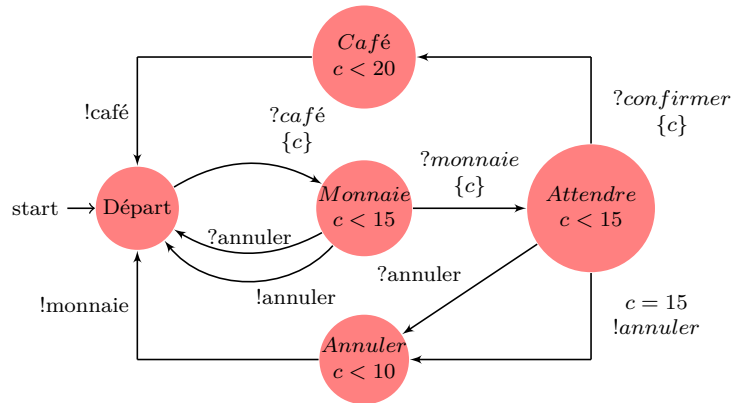 Café
c < 20
?confirmer
{c}
!café
?café
{c}
?monnaie
{c}
start
Départ
Monnaie
c < 15
Attendre
c < 15
?annuler
?annuler
!annuler
!monnaie
c = 15
!annuler
Annuler
c < 10